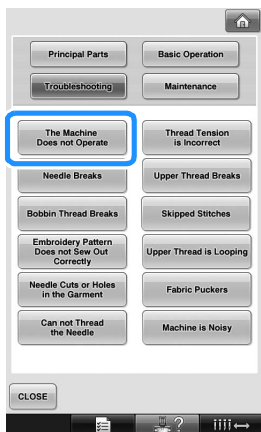 Principal Parts
Basic Operation
Troubleshooting
Maintenance
The Machine
Does not Operate
Thread Tension
is Incorrect
Needle Breaks
Upper Thread Breaks
Bobbin Thread Breaks
Skipped Stitches
Embroidery Pattern
Does not Sew Out
Correctly
Upper Thread is Looping
Needle Cuts or Holes
in the Garment
Fabric Puckers
Can not Thread
the Needle
Machine is Noisy
CLOSE
?